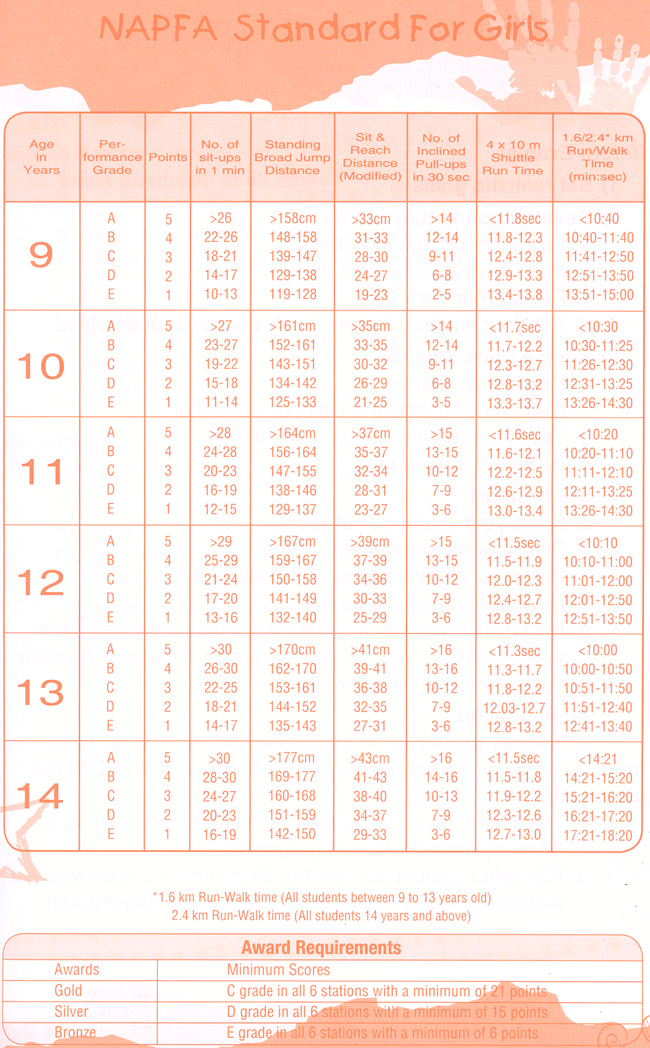 NAPFA Standard For Girls
Age in Years | Per-formance Grade | Points | No. of sit-ups in 1 min | Standing Broad Jump Distance | Sit & Reach Distance (Modified) | No. of Inclined Pull-ups in 30 sec | 4 x 10 m Shuttle Run Time | 1.6/2.4* km Run/Walk Time (min:sec)
9
A 5 >26 >158cm >33cm >14 <11.8sec <10:40
B 4 22-26 148-158 31-33 12-14 11.8-12.3 10:40-11:40
C 3 18-21 139-147 28-30 9-11 12.4-12.8 11:41-12:50
D 2 14-17 129-138 24-27 6-8 12.9-13.3 12:51-13:50
E 1 10-13 119-128 19-23 2-5 13.4-13.8 13:51-15:00
10
A 5 >27 >161cm >35cm >14 <11.7sec <10:30
B 4 23-27 152-161 33-35 12-14 11.7-12.2 10:30-11:25
C 3 19-22 143-151 30-32 9-11 12.3-12.7 11:26-12:30
D 2 15-18 134-142 26-29 6-8 12.8-13.2 12:31-13:25
E 1 11-14 125-133 21-25 3-5 13.3-13.7 13:26-14:30
11
A 5 >28 >164cm >37cm >15 <11.6sec <10:20
B 4 24-28 156-164 35-37 13-15 11.6-12.1 10:20-11:10
C 3 20-23 147-155 32-34 10-12 12.2-12.5 11:11-12:10
D 2 16-19 138-146 28-31 7-9 12.6-12.9 12:11-13:25
E 1 12-15 129-137 23-27 3-6 13.0-13.4 13:26-14:30
12
A 5 >29 >167cm >39cm >15 <11.5sec <10:10
B 4 25-29 159-167 37-39 13-15 11.5-11.9 10:10-11:00
C 3 21-24 150-158 34-36 10-12 12.0-12.3 11:01-12:00
D 2 17-20 141-149 30-33 7-9 12.4-12.7 12:01-12:50
E 1 13-16 132-140 25-29 3-6 12.8-13.2 12:51-13:50
13
A 5 >30 >170cm >41cm >16 <11.3sec <10:00
B 4 26-30 162-170 39-41 13-16 11.3-11.7 10:00-10:50
C 3 22-25 153-161 36-38 10-12 11.8-12.2 10:51-11:50
D 2 18-21 144-152 32-35 7-9 12.03-12.7 11:51-12:40
E 1 14-17 135-143 27-31 3-6 12.8-13.2 12:41-13:40
14
A 5 >30 >177cm >43cm >16 <11.5sec <14:21
B 4 28-30 169-177 41-43 14-16 11.5-11.8 14:21-15:20
C 3 24-27 160-168 38-40 10-13 11.9-12.2 15:21-16:20
D 2 20-23 151-159 34-37 7-9 12.3-12.6 16:21-17:20
E 1 16-19 142-150 29-33 3-6 12.7-13.0 17:21-18:20
*1.6 km Run-Walk time (All students between 9 to 13 years old)
2.4 km Run-Walk time (All students 14 years and above)
Award Requirements
Awards Minimum Scores
Gold C grade in all 6 stations with a minimum of 21 points
Silver D grade in all 6 stations with a minimum of 15 points
Bronze E grade in all 6 stations with a minimum of 6 points